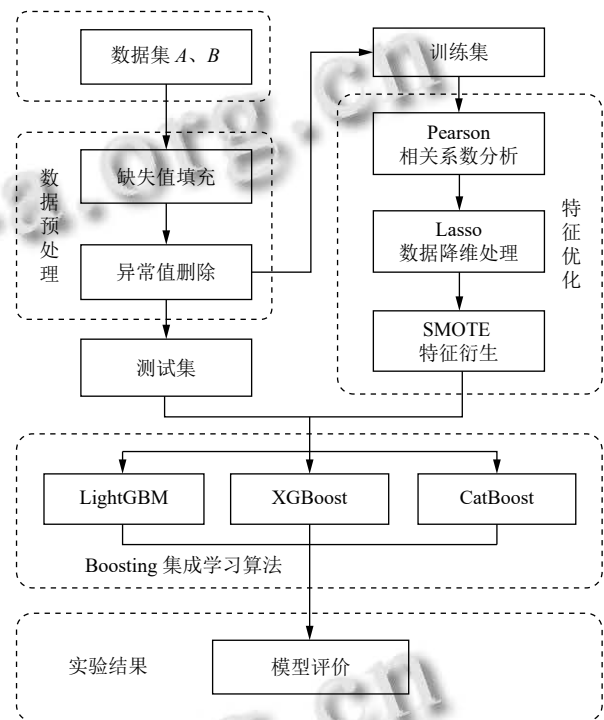 数据集 A、B
训练集
Pearson
相关系数分析
数据预处理
缺失值填充
Lasso
数据降维处理
特征优化
异常值删除
SMOTE
特征衍生
测试集
LightGBM
XGBoost
CatBoost
Boosting 集成学习算法
实验结果
模型评价
a.org.cn
cn